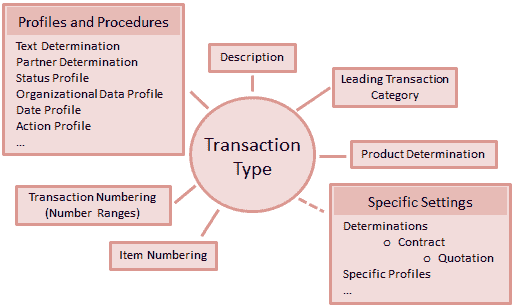 Profiles and Procedures
Text Determination
Partner Determination
Status Profile
Organizational Data Profile
Date Profile
Action Profile
...
Description
Leading Transaction
Category
Transaction
Type
Product Determination
Transaction Numbering
(Number Ranges)
Item Numbering
Specific Settings
Determinations
o Contract
o Quotation
Specific Profiles
...